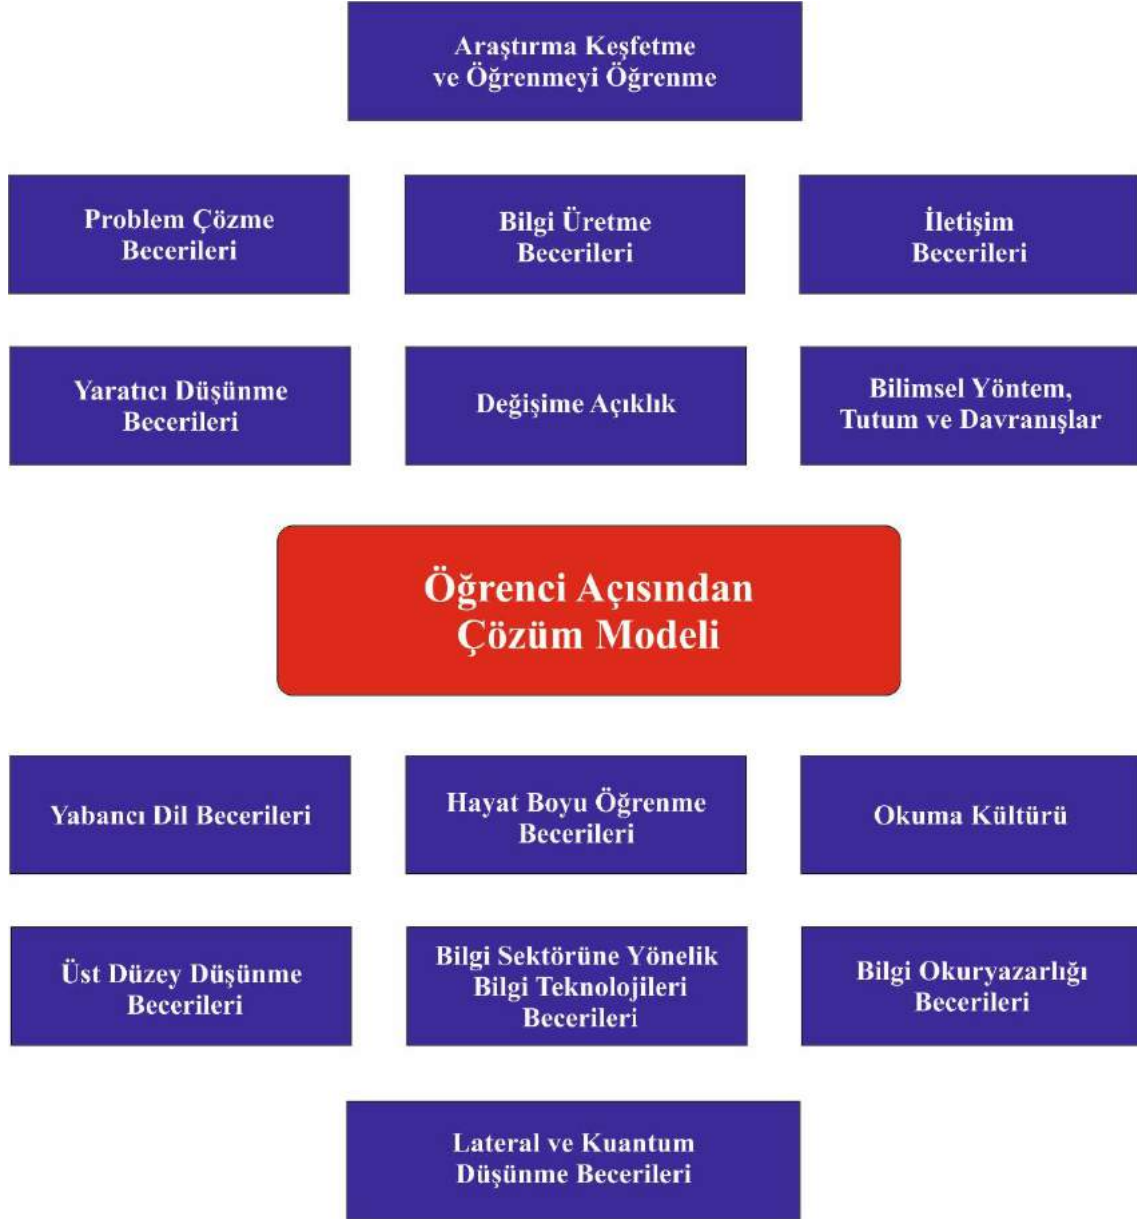 Araştırma Keşfetme
ve Öğrenmeyi Öğrenme
Problem Çözme
Becerileri
Bilgi Üretme
Becerileri
İletişim
Becerileri
Yaratıcı Düşünme
Becerileri
Değişime Açıklık
Bilimsel Yöntem,
Tutum ve Davranışlar
Öğrenci Açısından
Çözüm Modeli
Yabancı Dil Becerileri
Hayat Boyu Öğrenme
Becerileri
Okuma Kültürü
Üst Düzey Düşünme
Becerileri
Bilgi Sektörüne Yönelik
Bilgi Teknolojileri
Becerileri
Bilgi Okuryazarlığı
Becerileri
Lateral ve Kuantum
Düşünme Becerileri